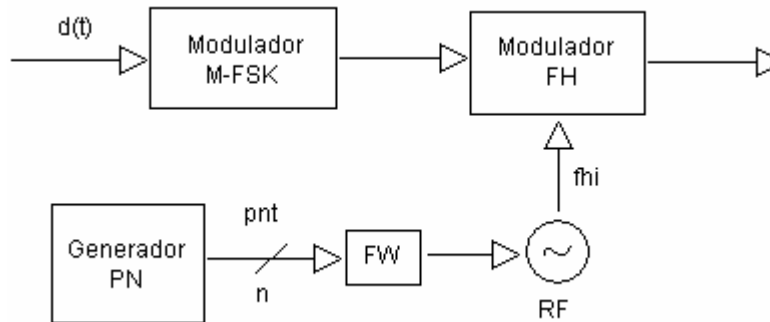 d(t)
Modulador
M-FSK
Modulador
FH
fhi
Generador
PN
pnt
n
FW
RF